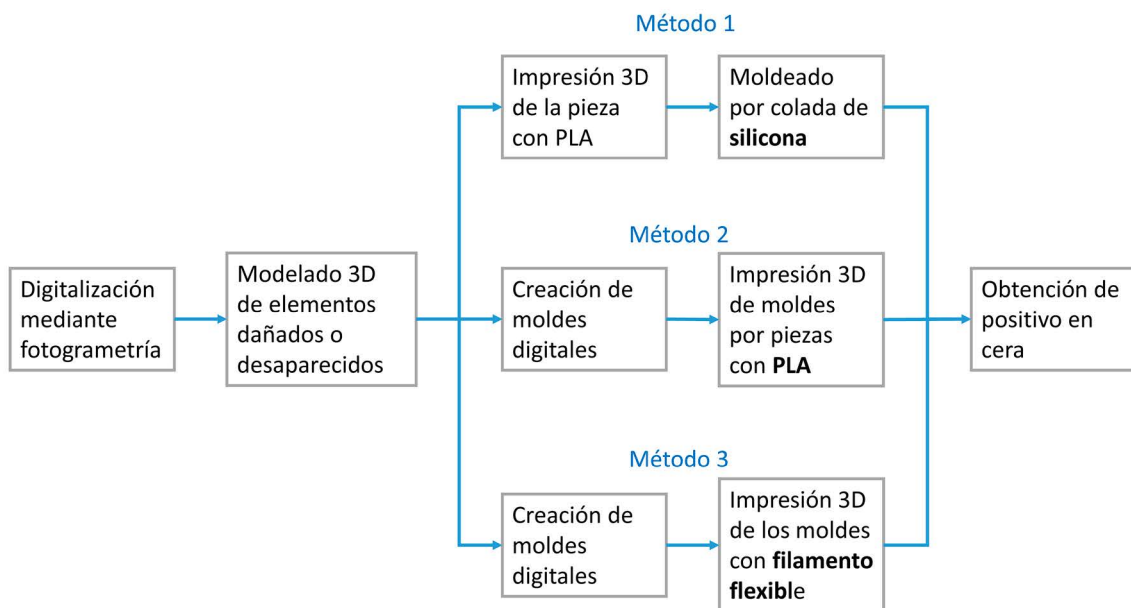 Digitalización
mediante
fotogrametría
Modelado 3D
de elementos
dañados o
desaparecidos
Método 1
Impresión 3D
de la pieza
con PLA
Moldeado
por colada de
silicona
Método 2
Creación de
moldes
digitales
Impresión 3D
de moldes
por piezas
con PLA
Método 3
Creación de
moldes
digitales
Impresión 3D
de los moldes
con filamento
flexible
Obtención de
positivo en
cera